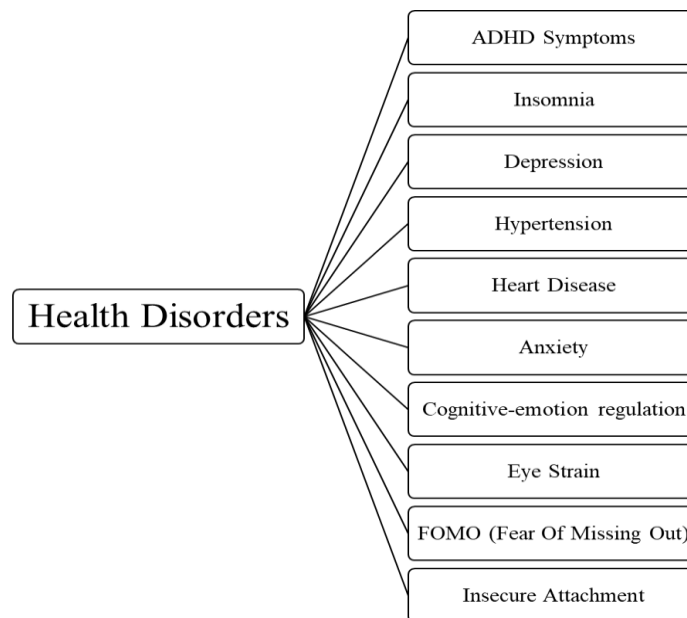 Health Disorders
ADHD Symptoms
Insomnia
Depression
Hypertension
Heart Disease
Anxiety
Cognitive-emotion regulation
Eye Strain
FOMO (Fear Of Missing Out)
Insecure Attachment